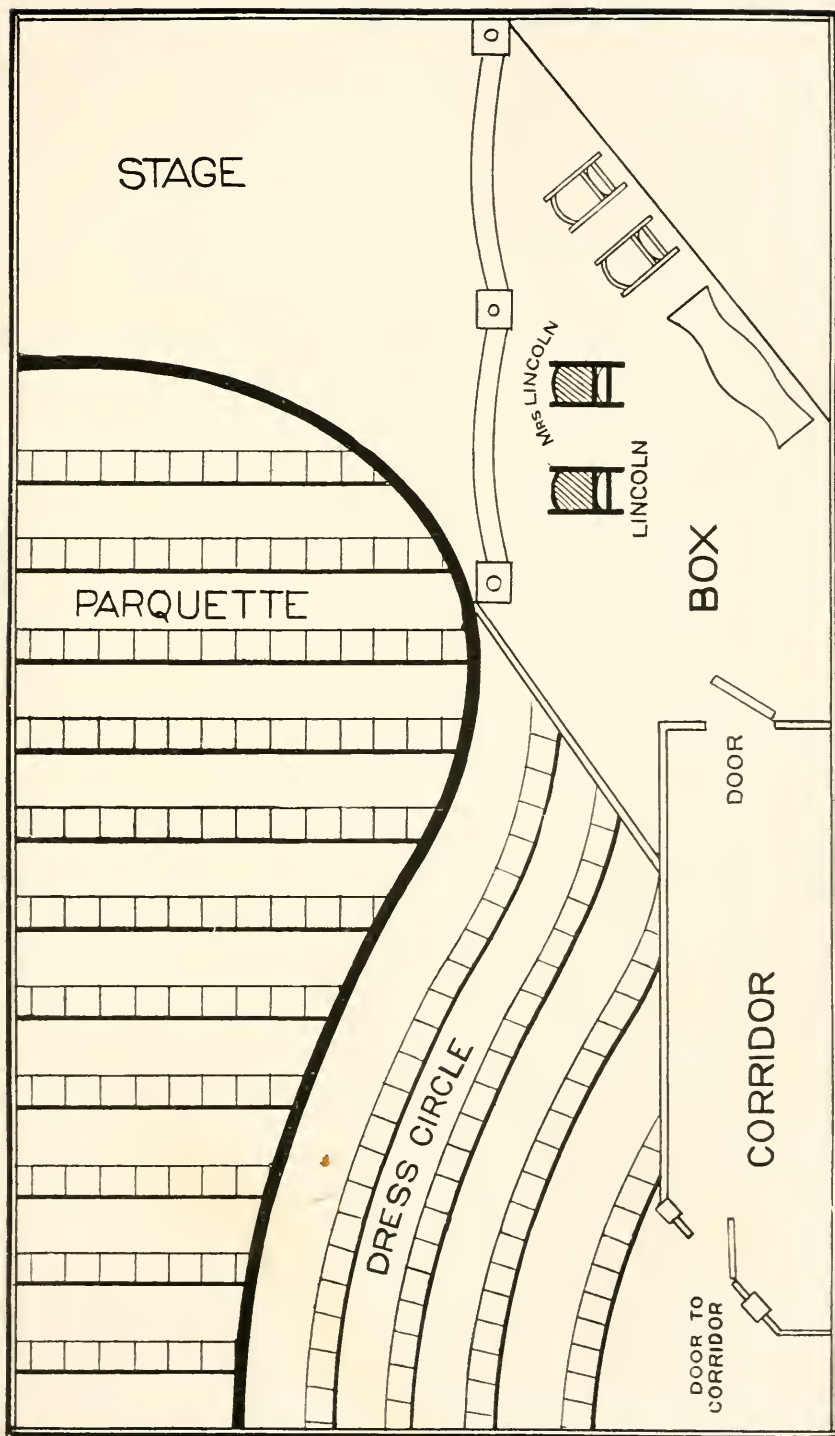 STAGE
MRS LINCOLN
LINCOLN
BOX
PARQUETTE
DOOR
DRESS CIRCLE
CORRIDOR
DOOR TO
CORRIDOR